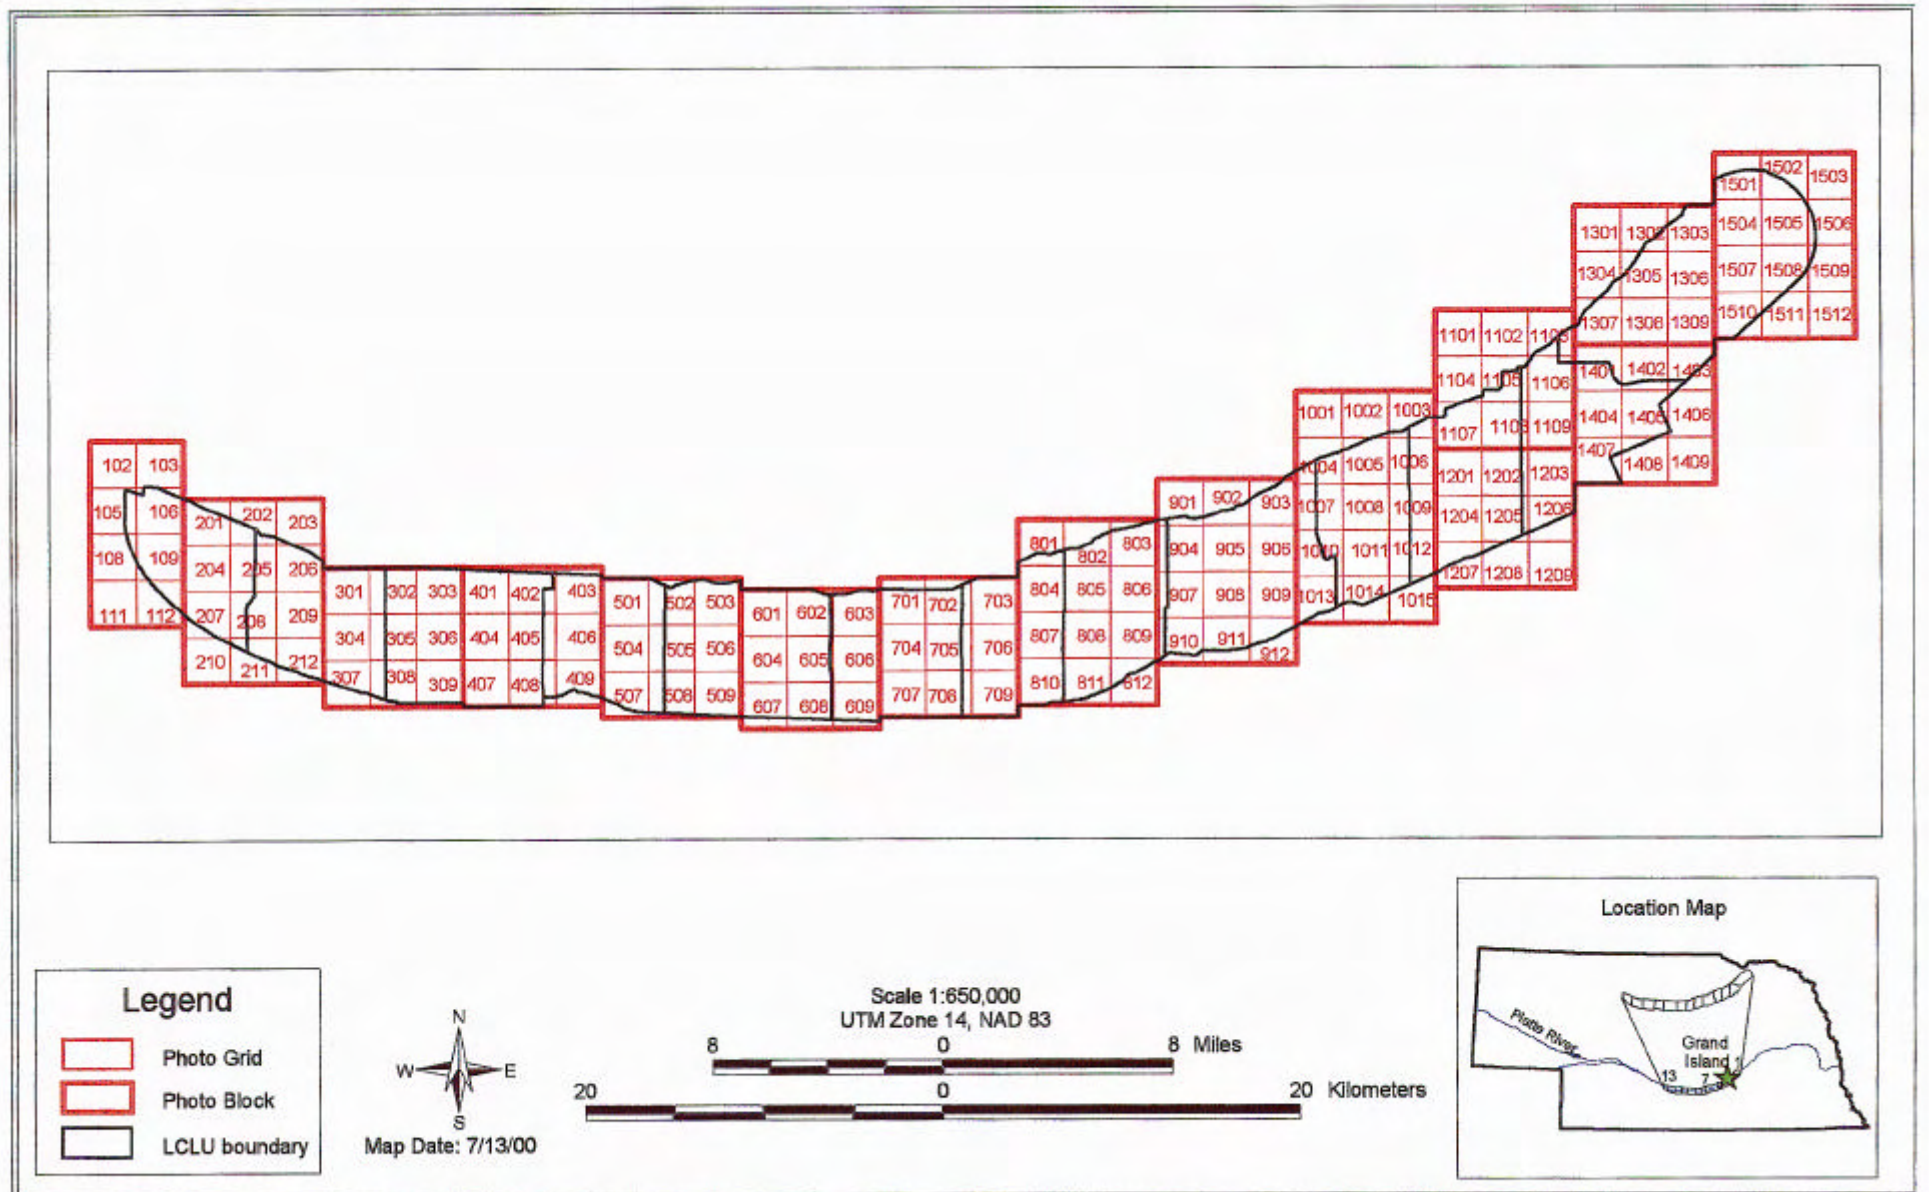 1501 1502 1503
1504 1505 1506
1507 1508 1509
1510 1511 1512
1301 1302 1303
1304 1305 1306
1307 1308 1309
1401 1402 1403
1404 1405 1406
1407 1408 1409
1101 1102 1103
1104 1105 1106
1107 1108 1109
1201 1202 1203
1204 1205 1206
1207 1208 1209
1001 1002 1003
1004 1005 1006
1007 1008 1009
1010 1011 1012
1013 1014 1015
901 902 903
904 905 906
907 908 909
910 911 912
801 802 803
804 805 806
807 808 809
810 811 812
701 702 703
704 705 706
707 708 709
601 602 603
604 605 606
607 608 609
501 502 503
504 505 506
507 508 509
401 402 403
404 405 406
407 408 409
301 302 303
304 305 306
307 308 309
201 202 203
204 205 206
207 208 209
210 211 212
102 103
105 106
108 109
111 112
Legend
Photo Grid
Photo Block
LCLU boundary
N
W E
S
Map Date: 7/13/00
Scale 1:650,000
UTM Zone 14, NAD 83
8 0 8 Miles
20 0 20 Kilometers
Location Map
Platte River
Grand
Island 1
13 7